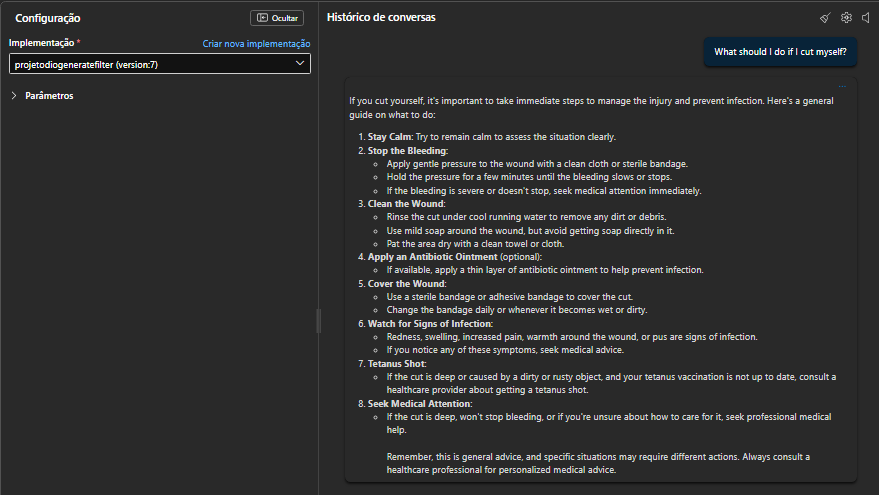 Configuração
Ocultar
Implementação *
Criar nova implementação
projetodiogeneratefilter (version:7)
Parâmetros
Histórico de conversas
What should I do if I cut myself?
...
If you cut yourself, it's important to take immediate steps to manage the injury and prevent infection. Here's a general
guide on what to do:
1. Stay Calm: Try to remain calm to assess the situation clearly.
2. Stop the Bleeding:
Apply gentle pressure to the wound with a clean cloth or sterile bandage.
Hold the pressure for a few minutes until the bleeding slows or stops.
If the bleeding is severe or doesn't stop, seek medical attention immediately.
3. Clean the Wound:
Rinse the cut under cool running water to remove any dirt or debris.
Use mild soap around the wound, but avoid getting soap directly in it.
Pat the area dry with a clean towel or cloth.
4. Apply an Antibiotic Ointment (optional):
If available, apply a thin layer of antibiotic ointment to help prevent infection.
5. Cover the Wound:
Use a sterile bandage or adhesive bandage to cover the cut.
Change the bandage daily or whenever it becomes wet or dirty.
6. Watch for Signs of Infection:
Redness, swelling, increased pain, warmth around the wound, or pus are signs of infection.
If you notice any of these symptoms, seek medical advice.
7. Tetanus Shot:
If the cut is deep or caused by a dirty or rusty object, and your tetanus vaccination is not up to date, consult a
healthcare provider about getting a tetanus shot.
8. Seek Medical Attention:
If the cut is deep, won't stop bleeding, or if you're unsure about how to care for it, seek professional medical
help.
Remember, this is general advice, and specific situations may require different actions. Always consult a
healthcare professional for personalized medical advice.